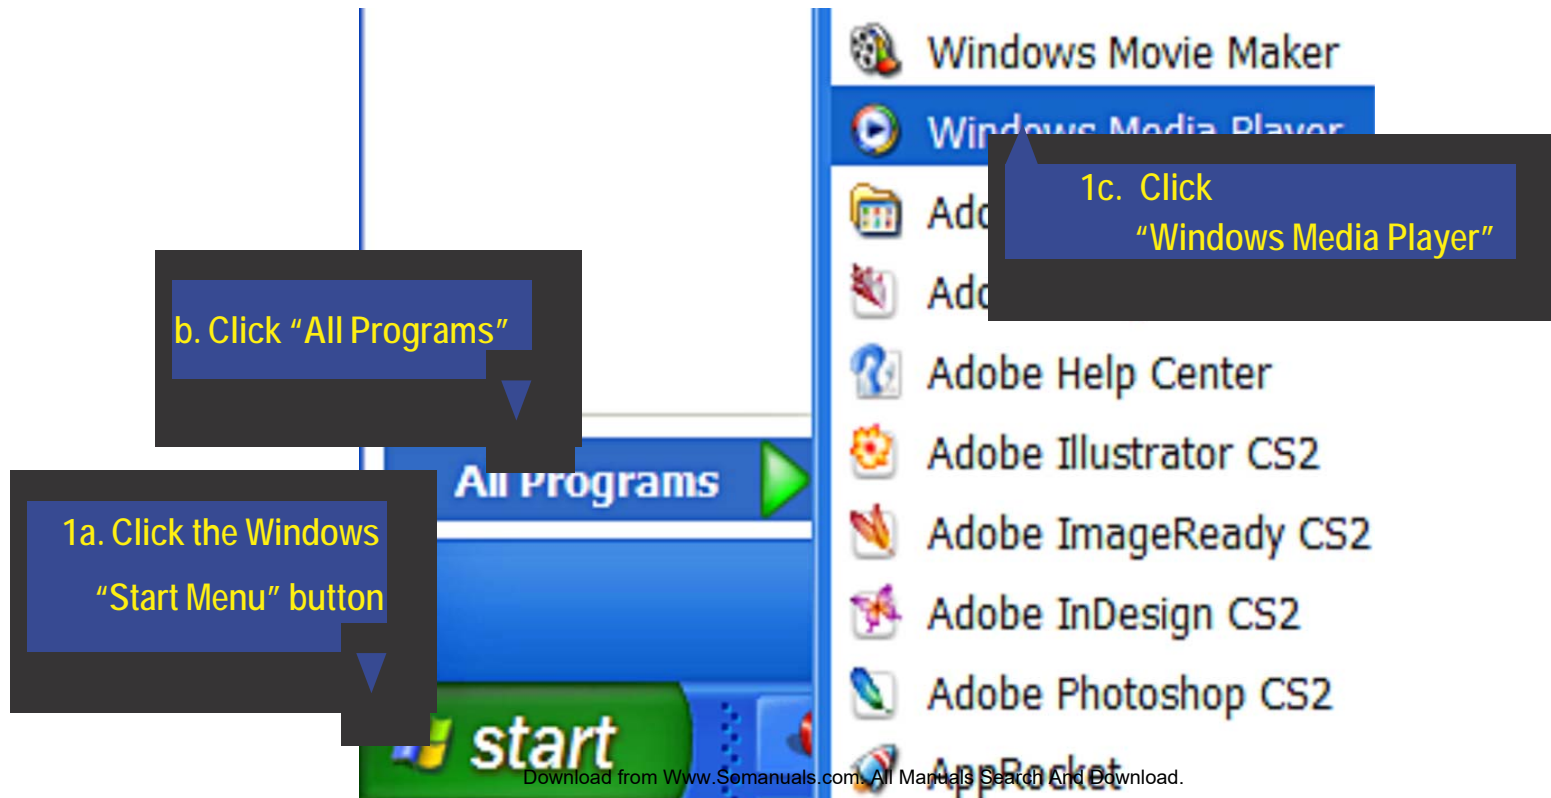 Windows Movie Maker
Windows Media Player
1c. Click
“Windows Media Player”
b. Click “All Programs”
Adobe Help Center
Adobe Illustrator CS2
All Programs
1a. Click the Windows
“Start Menu” button
Adobe ImageReady CS2
Adobe InDesign CS2
Adobe Photoshop CS2
start
AppRocket
Download from Www.Somanuals.com. All Manuals Search And Download.